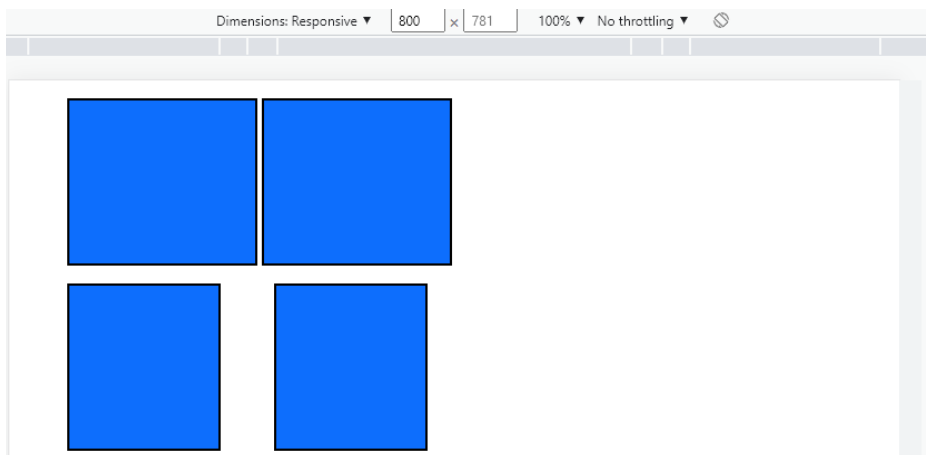 Dimensions: Responsive ▼ 800 × 781 100% ▼ No throttling ▼